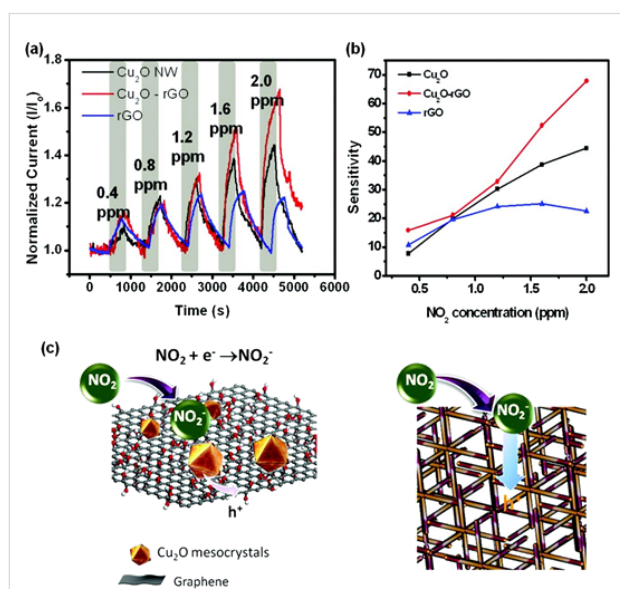 (a)
Cu₂O NW
Cu₂O - rGO
rGO
0.4
ppm
0.8
ppm
1.2
ppm
1.6
ppm
2.0
ppm
1.8
1.6
1.4
1.2
1.0
Normalized Current (I/I₀)
0 1000 2000 3000 4000 5000 6000
Time (s)
(b)
Cu₂O
Cu₂O-rGO
rGO
70
60
50
40
30
20
10
0
Sensitivity
0.5 1.0 1.5 2.0
NO₂ concentration (ppm)
(c)
NO₂ + e⁻ →NO₂⁻
NO₂
NO₂⁻
h⁺
Cu₂O mesocrystals
Graphene
NO₂
NO₂⁻